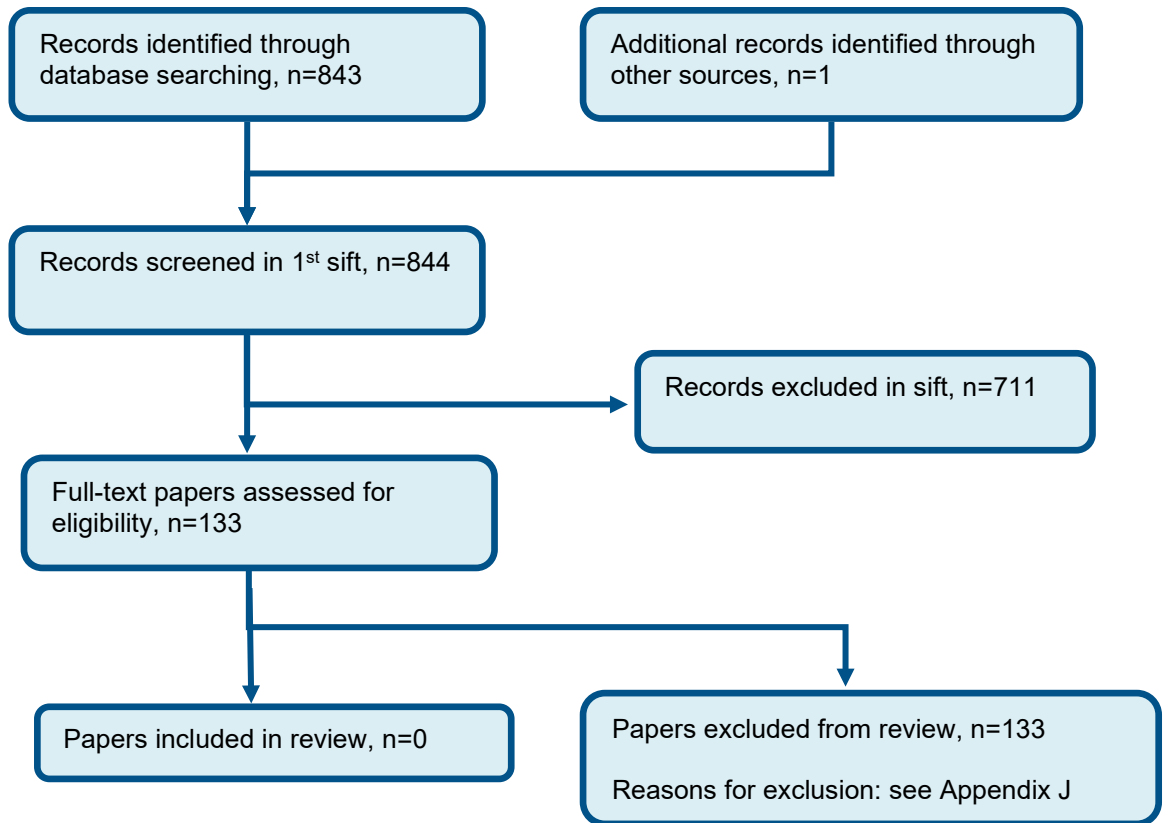 Records identified through
database searching, n=843
Additional records identified through
other sources, n=1
Records screened in 1st sift, n=844
Records excluded in sift, n=711
Full-text papers assessed for
eligibility, n=133
Papers included in review, n=0
Papers excluded from review, n=133
Reasons for exclusion: see Appendix J